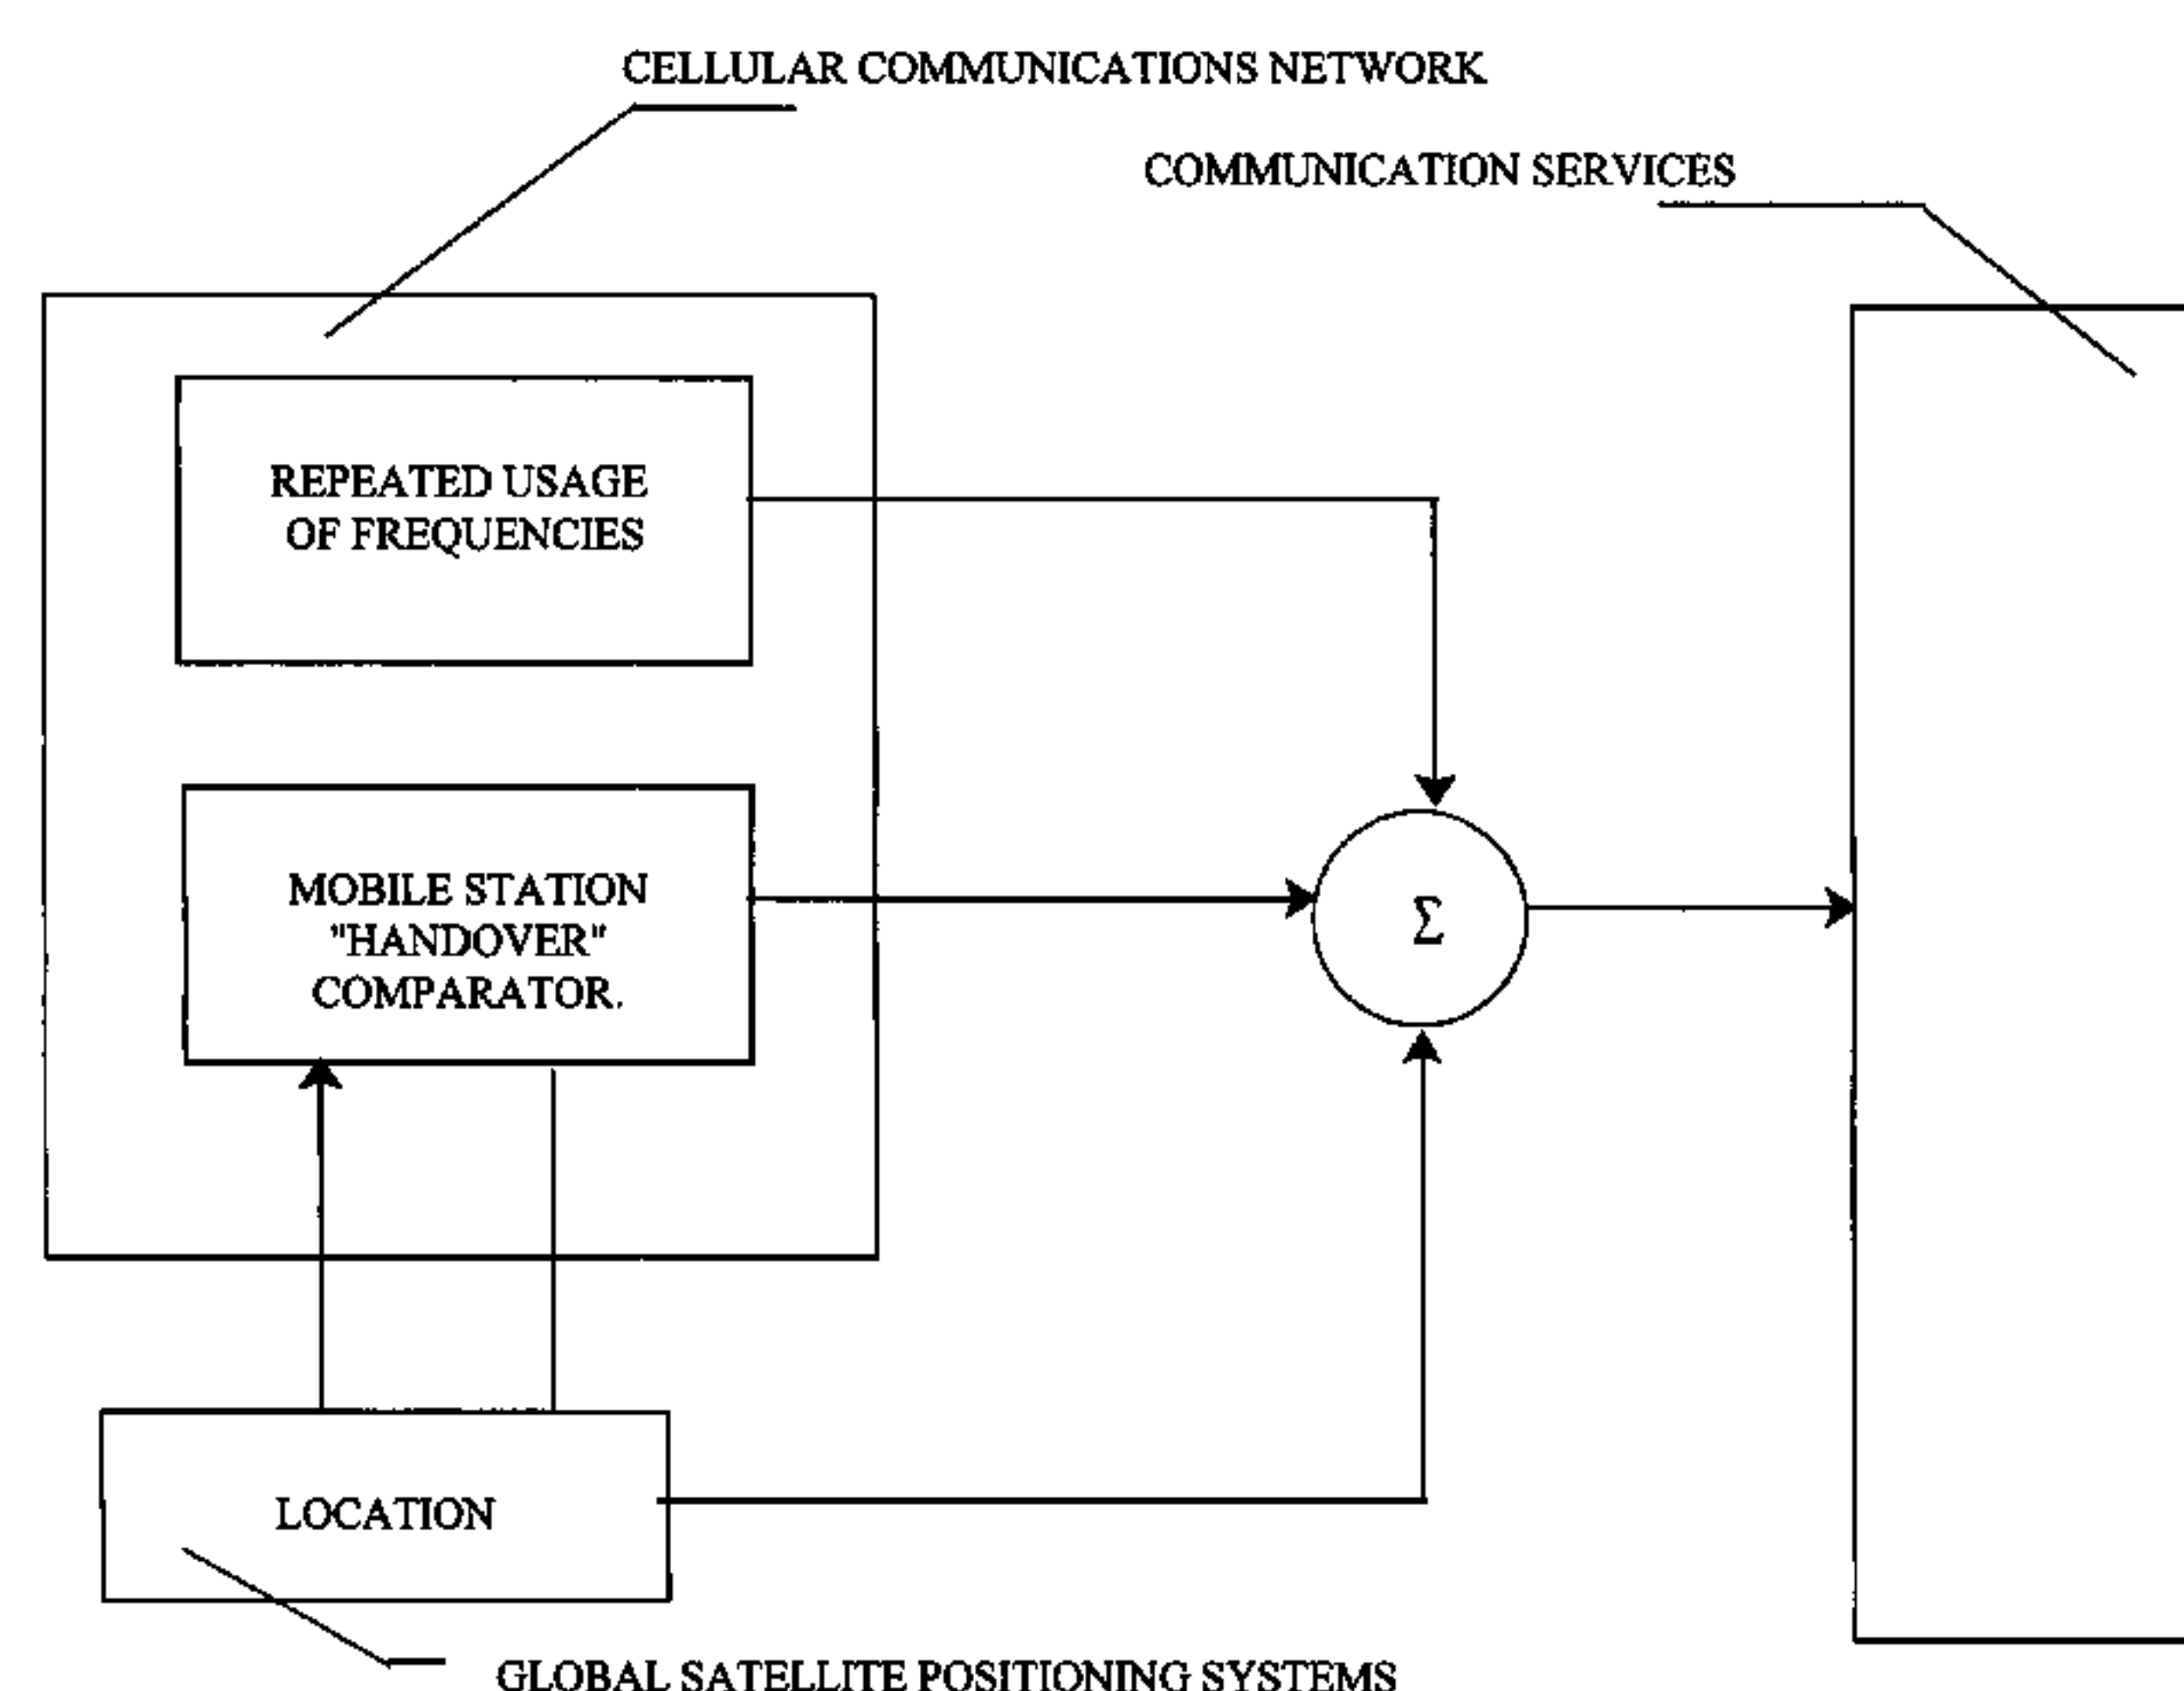 CELLULAR COMMUNICATIONS NETWORK
COMMUNICATION SERVICES
REPEATED USAGE
OF FREQUENCIES
MOBILE STATION
"HANDOVER"
COMPARATOR.
Σ
LOCATION
GLOBAL SATELLITE POSITIONING SYSTEMS